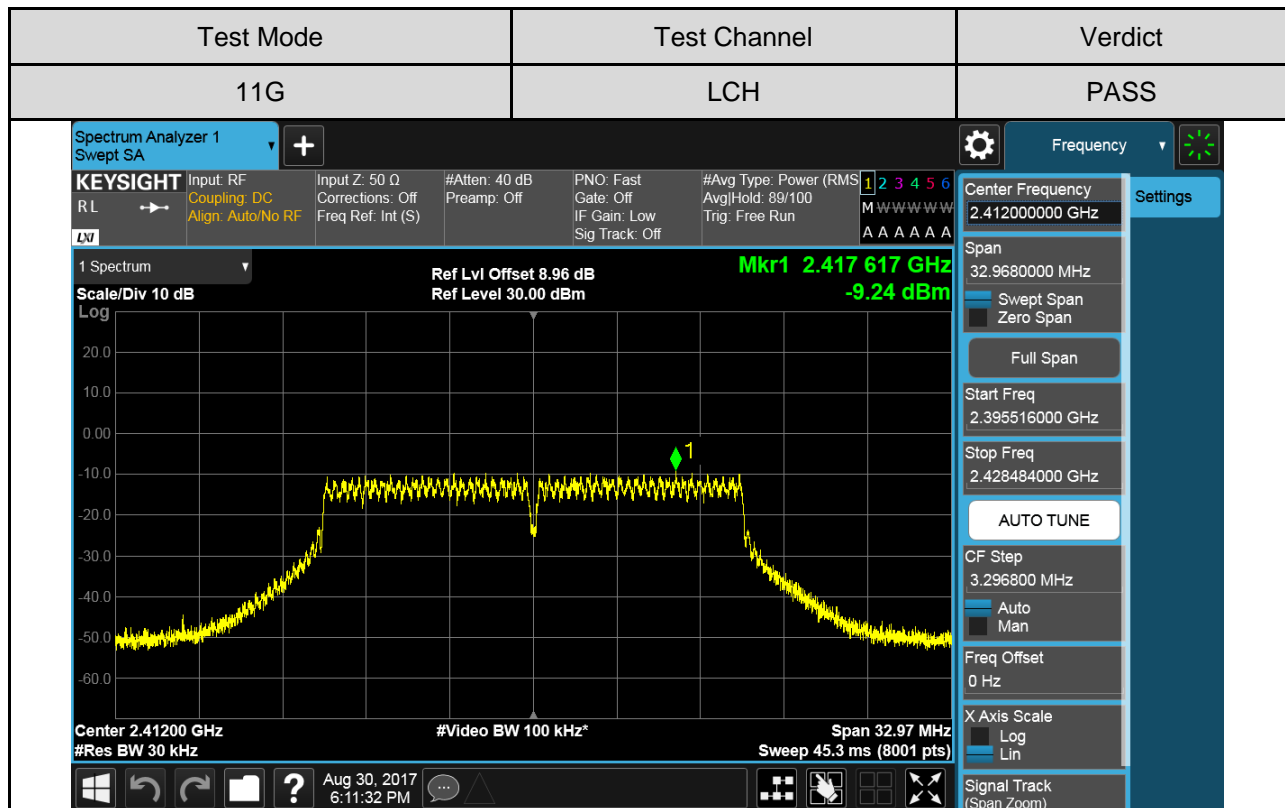 Test Mode Test Channel Verdict
11G LCH PASS
Spectrum Analyzer 1
Swept SA
Frequency
KEYSIGHT
R L
LXI
Input: RF
Coupling: DC
Align: Auto/No RF
Input Z: 50 Ω
Corrections: Off
Freq Ref: Int (S)
#Atten: 40 dB
Preamp: Off
PNO: Fast
Gate: Off
IF Gain: Low
Sig Track: Off
#Avg Type: Power (RMS
Avg|Hold: 89/100
Trig: Free Run
1 2 3 4 5 6
M W W W W W
A A A A A A
1 Spectrum
Scale/Div 10 dB
Log
Ref Lvl Offset 8.96 dB
Ref Level 30.00 dBm
Mkr1 2.417 617 GHz
-9.24 dBm
20.0
10.0
0.00
-10.0
-20.0
-30.0
-40.0
-50.0
-60.0
1
Center 2.41200 GHz
#Res BW 30 kHz
#Video BW 100 kHz*
Span 32.97 MHz
Sweep 45.3 ms (8001 pts)
Aug 30, 2017
6:11:32 PM
Center Frequency
2.412000000 GHz
Settings
Span
32.9680000 MHz
Swept Span
Zero Span
Full Span
Start Freq
2.395516000 GHz
Stop Freq
2.428484000 GHz
AUTO TUNE
CF Step
3.296800 MHz
Auto
Man
Freq Offset
0 Hz
X Axis Scale
Log
Lin
Signal Track
(Span Zoom)